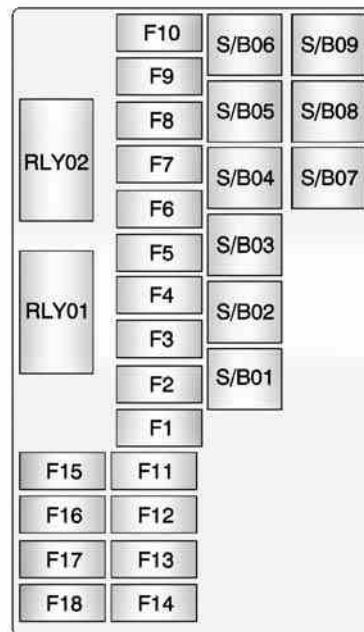 F10 S/B06 S/B09
F9
F8 S/B05 S/B08
RLY02 F7 S/B04 S/B07
F6
F5 S/B03
F4
RLY01 F3 S/B02
F2 S/B01
F1
F15 F11
F16 F12
F17 F13
F18 F14